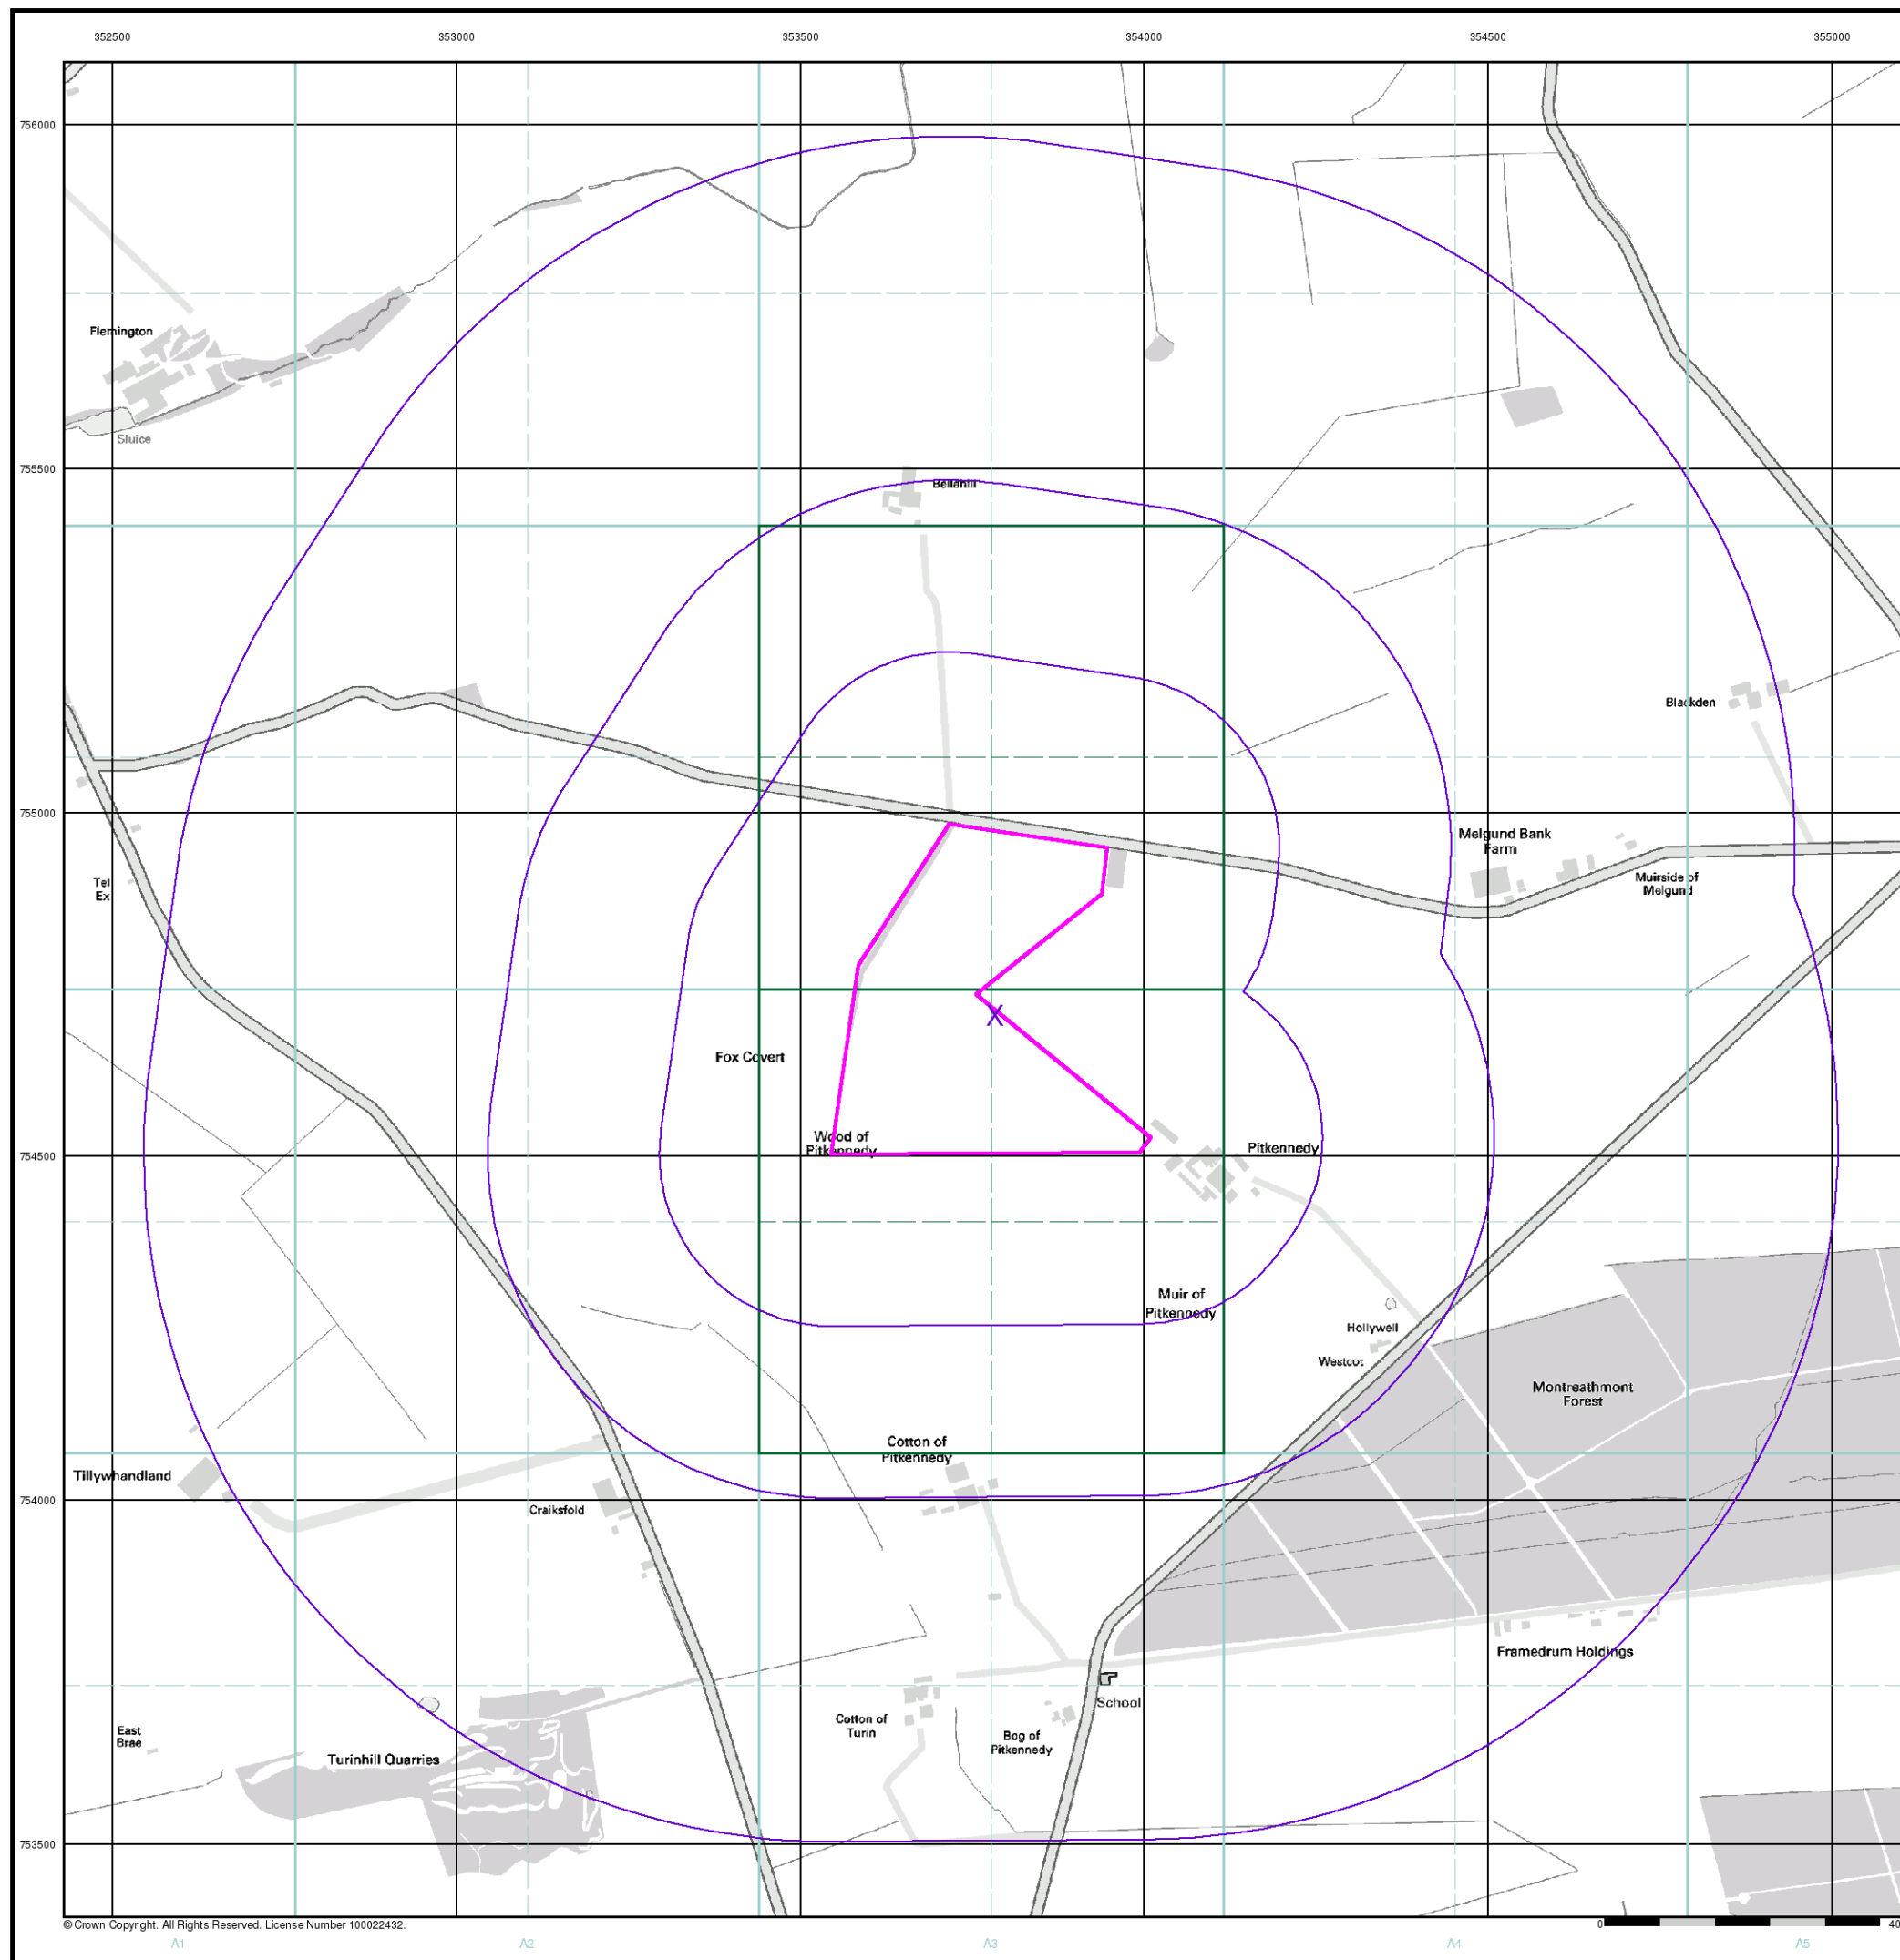 352500 353000 353500 354000 354500 355000
756000
Flemington
Sluice
755500
Bellahill
Blackden
755000
Melgund Bank
Farm
Tel
Ex
Muirside of
Melgund
X
Fox Covert
Wood of
Pitkennedy
Pitkennedy
754500
Muir of
Pitkennedy
Hollywell
Westcot
Montreathmont
Forest
Cotton of
Pitkennedy
Tillywhandland
754000
Craiksfold
Framedrum Holdings
School
Cotton of
Turin
Bog of
Pitkennedy
East
Brae
Turinhill Quarries
753500
© Crown Copyright. All Rights Reserved. License Number 100022432.
0 40
A1 A2 A3 A4 A5